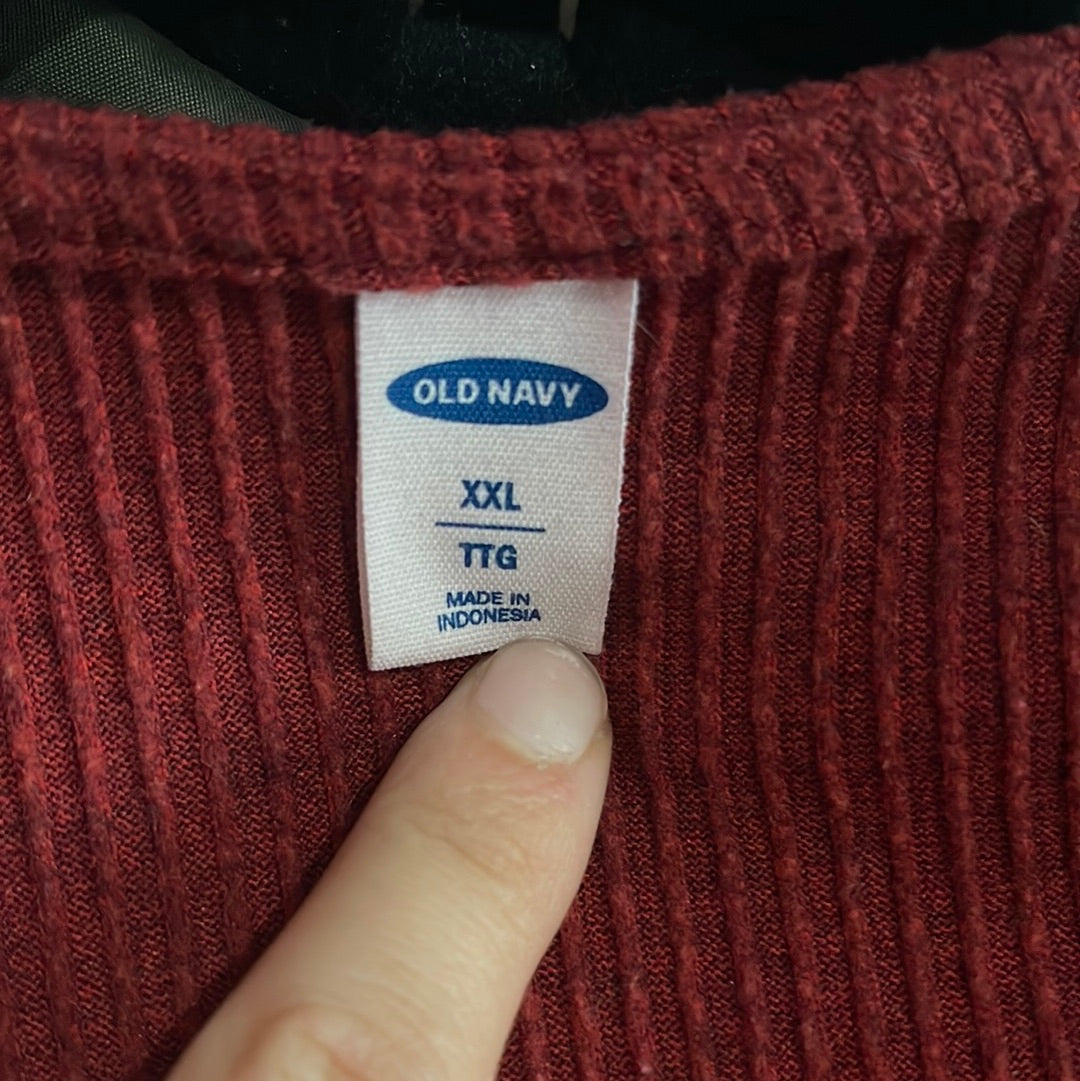 OLD NAVY
XXL
TTG
MADE IN
INDONESIA